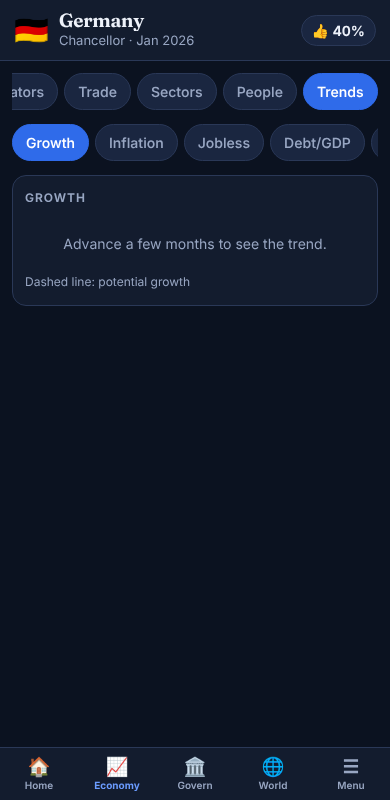 Germany
Chancellor · Jan 2026
👍 40%
ators
Trade
Sectors
People
Trends
Growth
Inflation
Jobless
Debt/GDP
GROWTH
Advance a few months to see the trend.
Dashed line: potential growth
Home
Economy
Govern
World
Menu